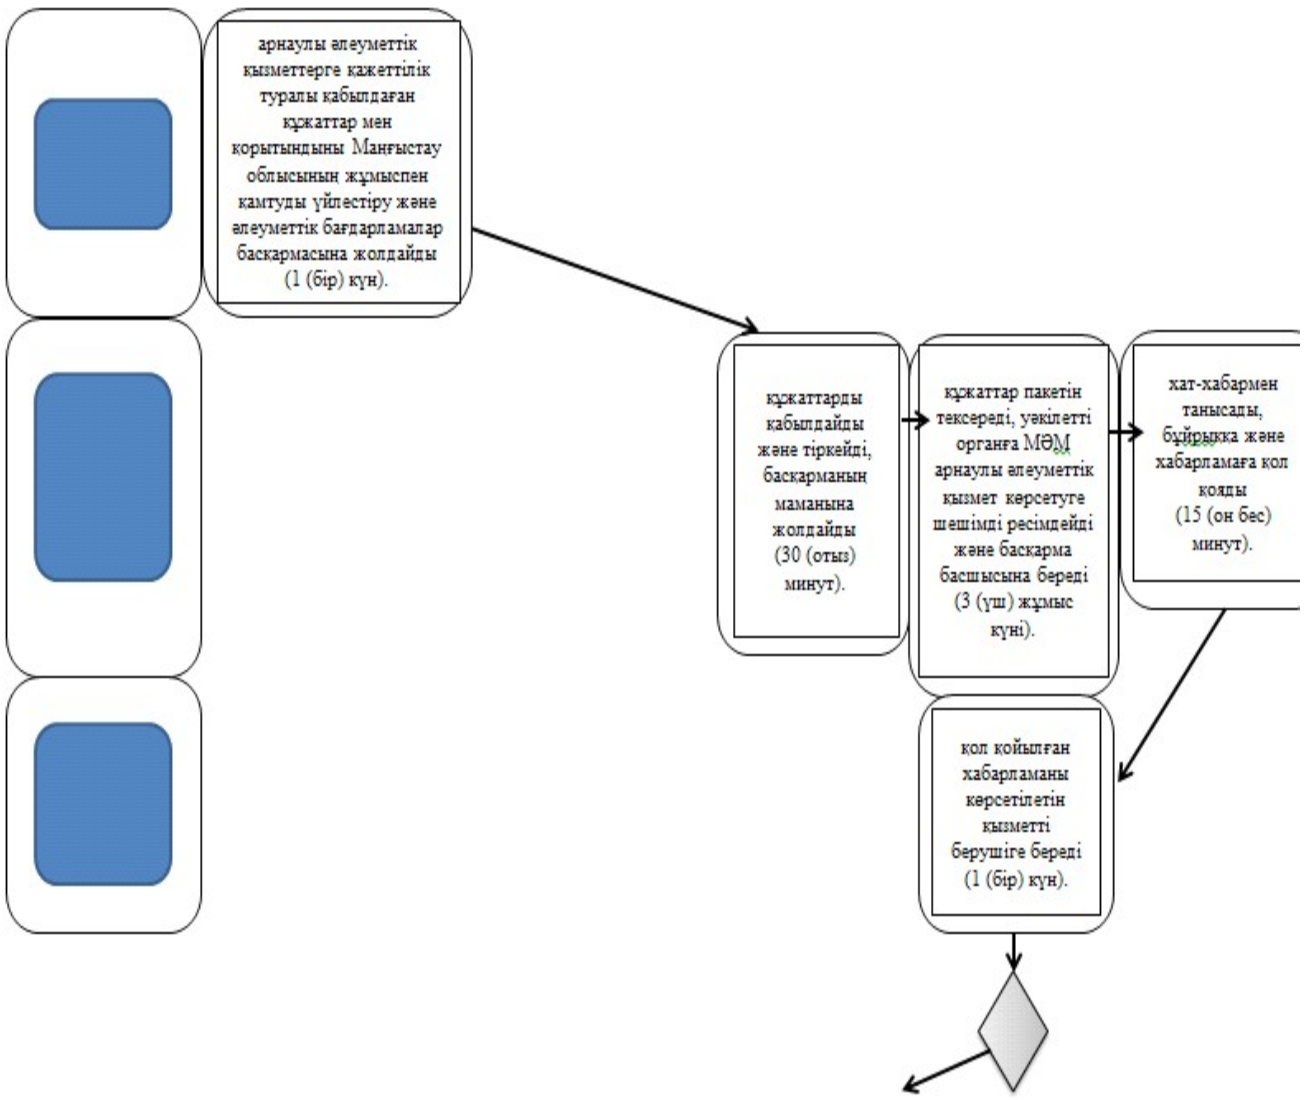 арнаулы әлеуметтік
қызметтерге қажеттілік
туралы қабылдаған
құжаттар мен
қорытындыны Маңғыстау
облысының жұмыспен
қамтуды үйлестіру және
әлеуметтік бағдарламалар
басқармасына жолдайды
(1 (бір) күн).
құжаттарды
қабылдайды
және тіркейді,
басқарманың
маманына
жолдайды
(30 (отыз)
минут).
құжаттар пакетін
тексереді, уәкілетті
органға МӘМ
арнаулы әлеуметтік
қызмет көрсетуге
шешімді ресімдейді
және басқарма
басшысына береді
(3 (үш) жұмыс
күні).
хат-хабармен
танысады,
бұйрыққа және
хабарламаға қол
қояды
(15 (он бес)
минут).
қол қойылған
хабарламаны
көрсетілетін
қызметті
берушіге береді
(1 (бір) күн).